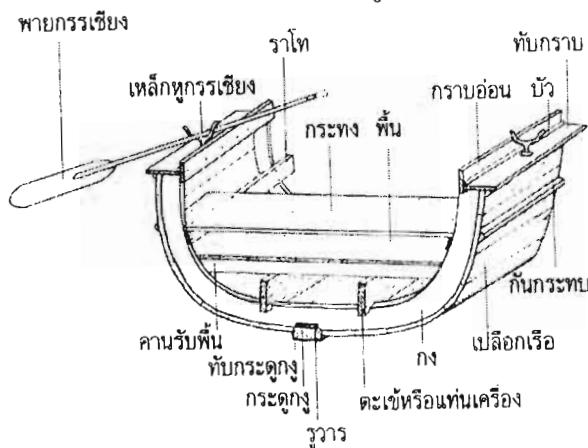 พายกรรเชียง
ราโท
ทับกราบ
เหล็กหูกรรเชียง
กราบอ่อน บัว
กระทง พื้น
กันกระทบ
คานรับพื้น
เปลือกเรือ
กง
ทับกระดูกงู
กระดูกงู
ตะเข้หรือแท่นเครื่อง
รูวาร